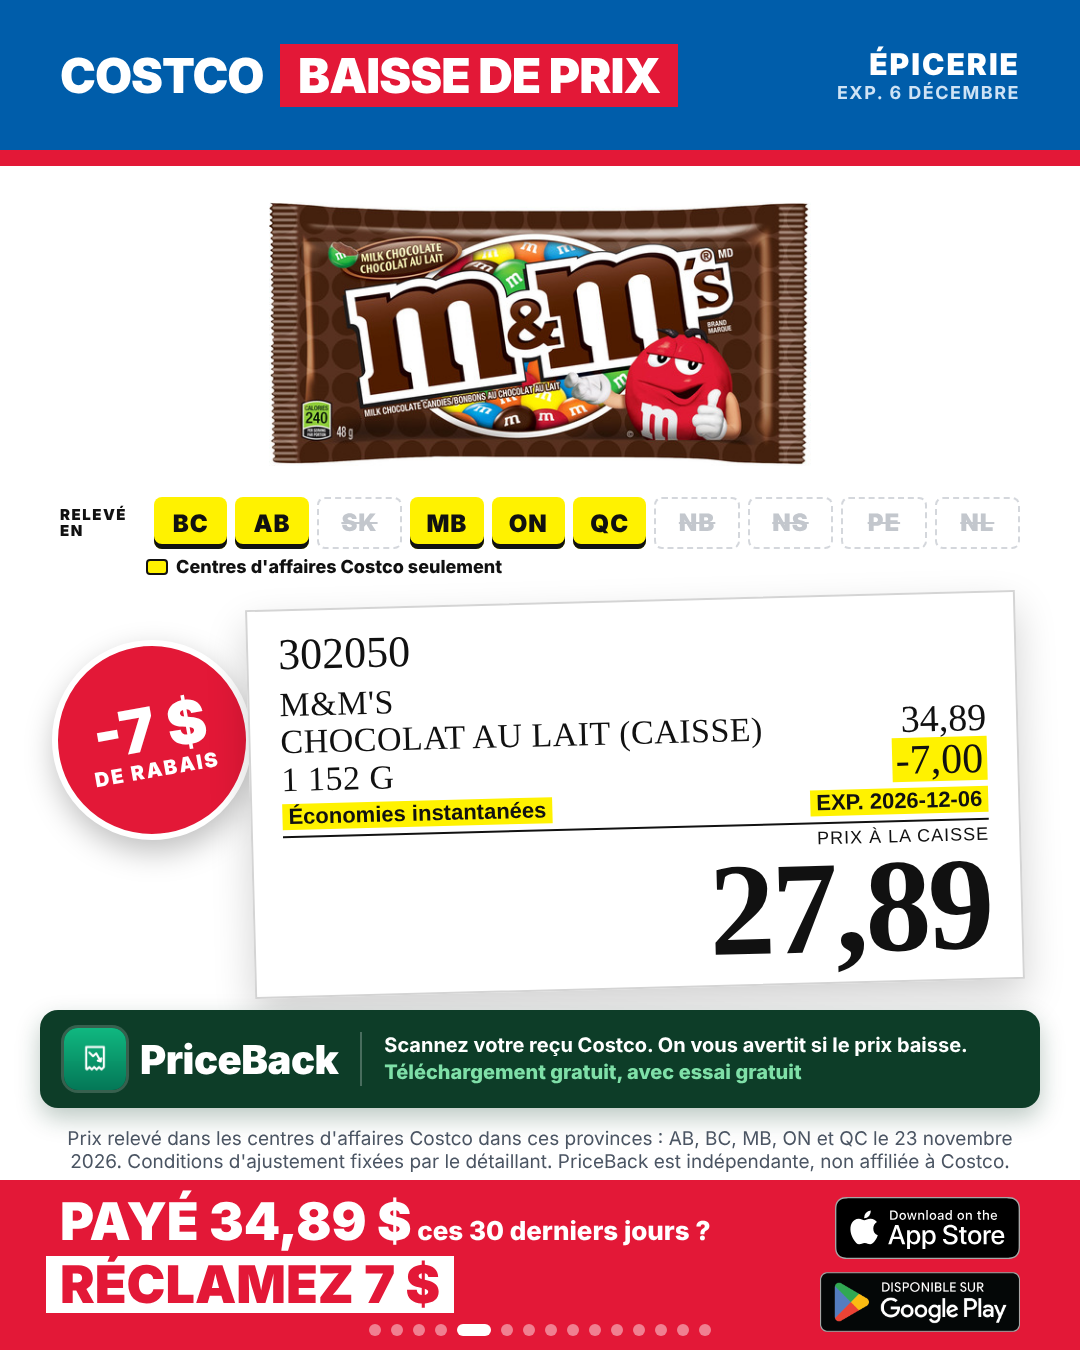 COSTCO BAISSE DE PRIX
ÉPICERIE
EXP. 6 DÉCEMBRE
m MILK CHOCOLATE
CHOCOLAT AU LAIT
m&m's
® MD
BRAND
MARQUE
MILK CHOCOLATE CANDIES/BONBONS AU CHOCOLAT AU LAIT
CALORIES
240
48 g
©
RELEVÉ
EN
BC AB SK MB ON QC NB NS PE NL
Centres d'affaires Costco seulement
-7 $
DE RABAIS
302050
M&M'S
CHOCOLAT AU LAIT (CAISSE)
1 152 G
34,89
-7,00
Économies instantanées
EXP. 2026-12-06
PRIX À LA CAISSE
27,89
PriceBack
Scannez votre reçu Costco. On vous avertit si le prix baisse.
Téléchargement gratuit, avec essai gratuit
Prix relevé dans les centres d'affaires Costco dans ces provinces : AB, BC, MB, ON et QC le 23 novembre
2026. Conditions d'ajustement fixées par le détaillant. PriceBack est indépendante, non affiliée à Costco.
PAYÉ 34,89 $ ces 30 derniers jours ?
RÉCLAMEZ 7 $
Download on the
App Store
DISPONIBLE SUR
Google Play